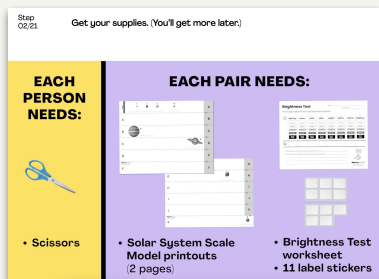 Step
02/21
Get your supplies. (You'll get more later.)
EACH
PERSON
NEEDS:
• Scissors
EACH PAIR NEEDS:
Brightness Test
• Solar System Scale
Model printouts
(2 pages)
• Brightness Test
worksheet
• 11 label stickers